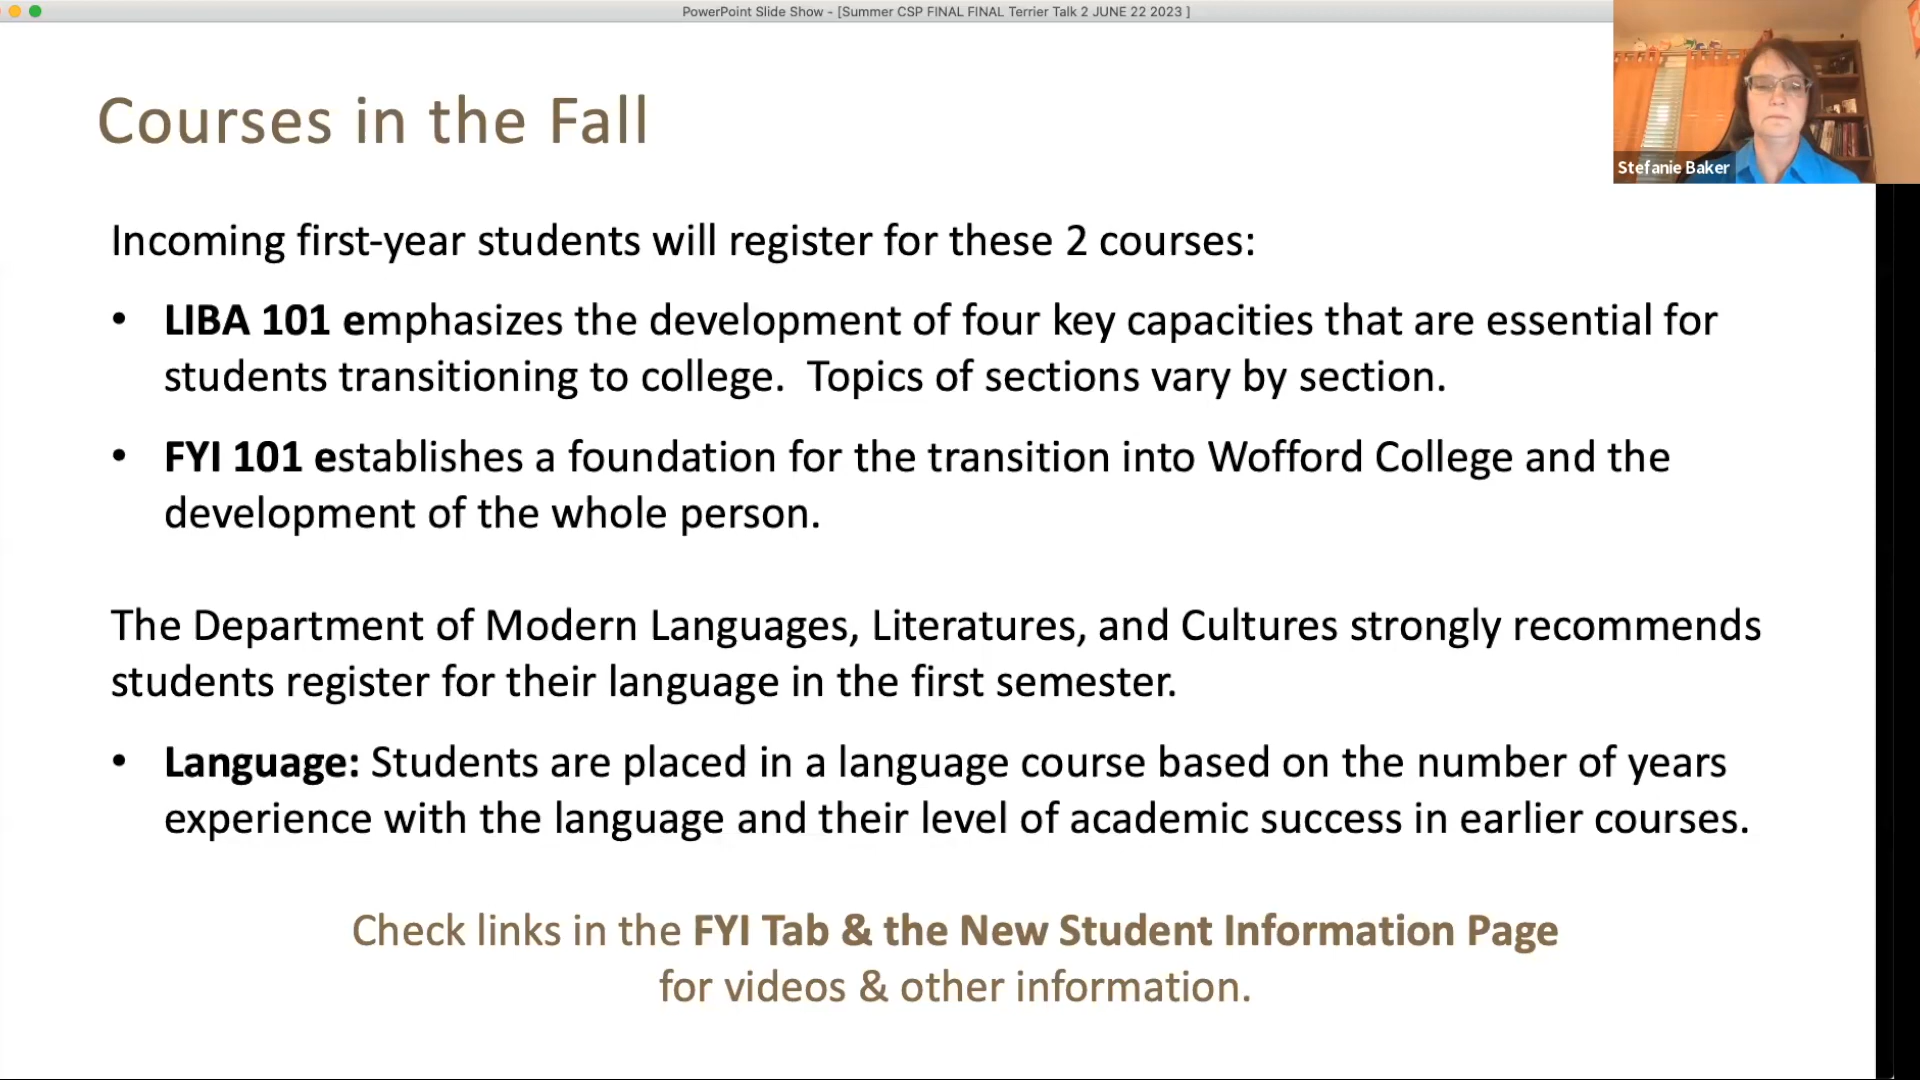 PowerPoint Slide Show - [Summer CSP FINAL FINAL Terrier Talk 2 JUNE 22 2023 ]
Stefanie Baker
Courses in the Fall
Incoming first-year students will register for these 2 courses:
• LIBA 101 emphasizes the development of four key capacities that are essential for
students transitioning to college.  Topics of sections vary by section.
• FYI 101 establishes a foundation for the transition into Wofford College and the
development of the whole person.
The Department of Modern Languages, Literatures, and Cultures strongly recommends
students register for their language in the first semester.
• Language: Students are placed in a language course based on the number of years
experience with the language and their level of academic success in earlier courses.
Check links in the FYI Tab & the New Student Information Page
for videos & other information.